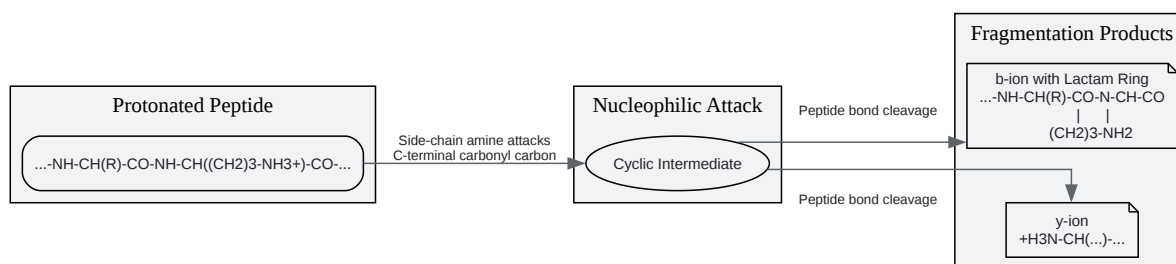 Protonated Peptide
...-NH-CH(R)-CO-NH-CH((CH2)3-NH3+)-CO-...
Side-chain amine attacks
C-terminal carbonyl carbon
Nucleophilic Attack
Cyclic Intermediate
Peptide bond cleavage
Peptide bond cleavage
Fragmentation Products
b-ion with Lactam Ring
...-NH-CH(R)-CO-N-CH-CO
| |
(CH2)3-NH2
y-ion
+H3N-CH(...)-...